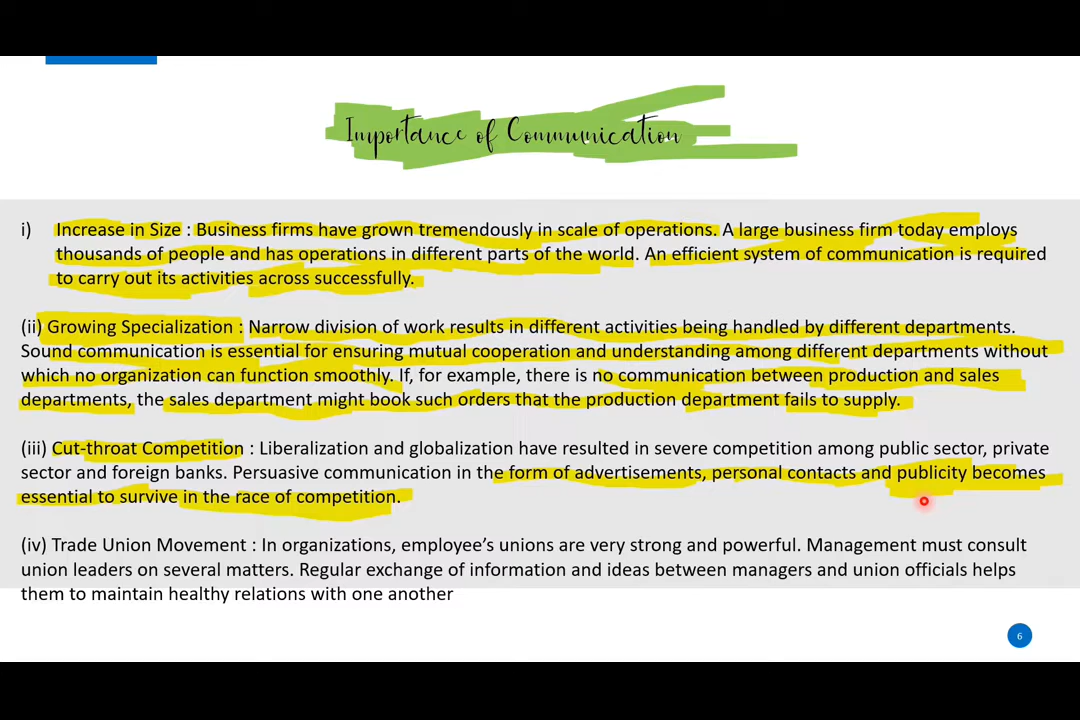 Importance of Communication
i) Increase in Size : Business firms have grown tremendously in scale of operations. A large business firm today employs
thousands of people and has operations in different parts of the world. An efficient system of communication is required
to carry out its activities across successfully.
(ii) Growing Specialization : Narrow division of work results in different activities being handled by different departments.
Sound communication is essential for ensuring mutual cooperation and understanding among different departments without
which no organization can function smoothly. If, for example, there is no communication between production and sales
departments, the sales department might book such orders that the production department fails to supply.
(iii) Cut-throat Competition : Liberalization and globalization have resulted in severe competition among public sector, private
sector and foreign banks. Persuasive communication in the form of advertisements, personal contacts and publicity becomes
essential to survive in the race of competition.
(iv) Trade Union Movement : In organizations, employee’s unions are very strong and powerful. Management must consult
union leaders on several matters. Regular exchange of information and ideas between managers and union officials helps
them to maintain healthy relations with one another
6